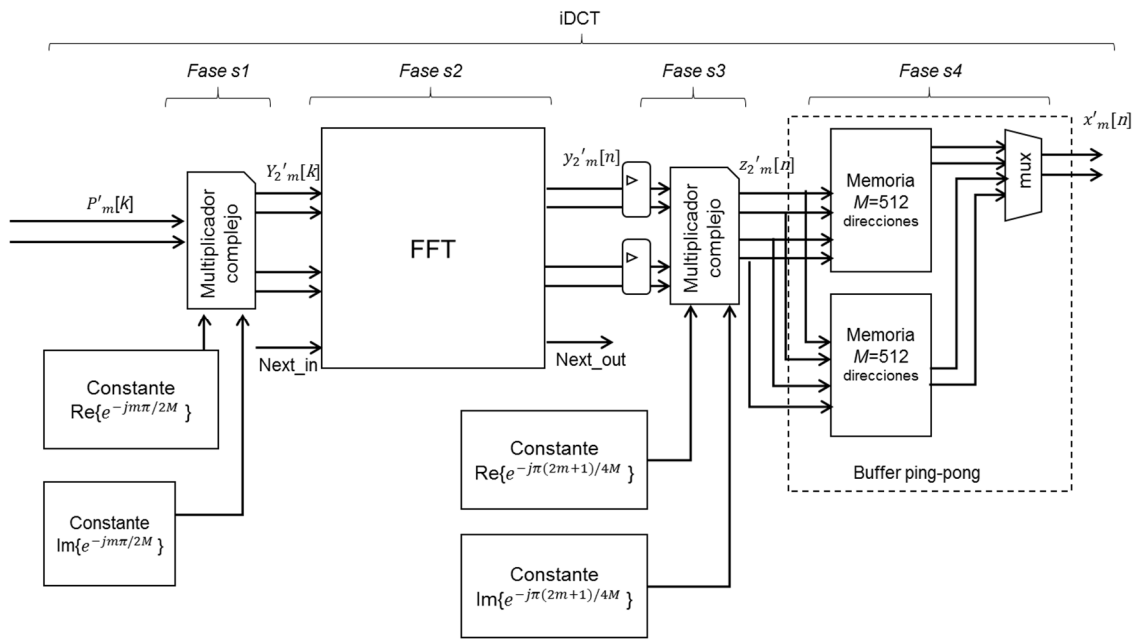 iDCT
Fase s1
Fase s2
Fase s3
Fase s4
P'ₘ[k]
Multiplicador
complejo
Y₂'ₘ[k]
FFT
y₂'ₘ[n]
▷
▷
Multiplicador
complejo
z₂'ₘ[n]
Memoria
M=512
direcciones
mux
x'ₘ[n]
Memoria
M=512
direcciones
Buffer ping-pong
Next_in
Next_out
Constante
Re{e^{-jmπ/2M} }
Constante
Im{e^{-jmπ/2M}}
Constante
Re{e^{-jπ(2m+1)/4M}}
Constante
Im{e^{-jπ(2m+1)/4M}}